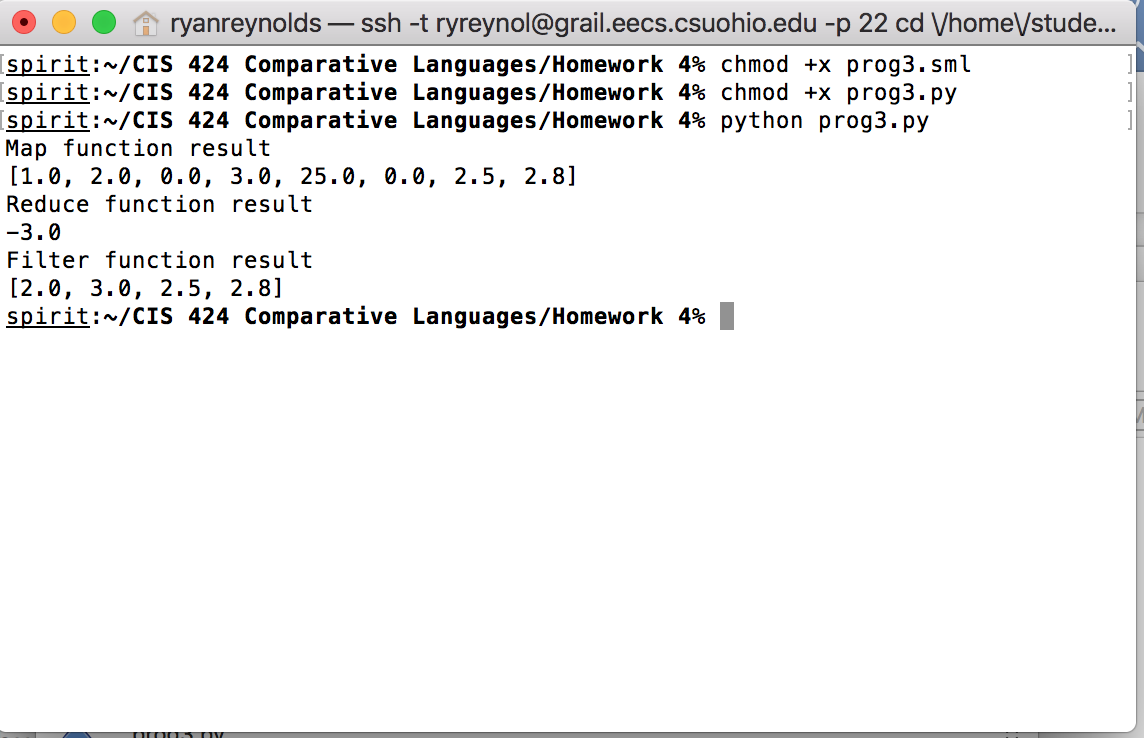 ryanreynolds — ssh -t ryreynol@grail.eecs.csuohio.edu -p 22 cd \/home\/stude...
[spirit:~/CIS 424 Comparative Languages/Homework 4% chmod +x prog3.sml ]
[spirit:~/CIS 424 Comparative Languages/Homework 4% chmod +x prog3.py ]
[spirit:~/CIS 424 Comparative Languages/Homework 4% python prog3.py ]
Map function result
[1.0, 2.0, 0.0, 3.0, 25.0, 0.0, 2.5, 2.8]
Reduce function result
-3.0
Filter function result
[2.0, 3.0, 2.5, 2.8]
spirit:~/CIS 424 Comparative Languages/Homework 4%
prog3.py